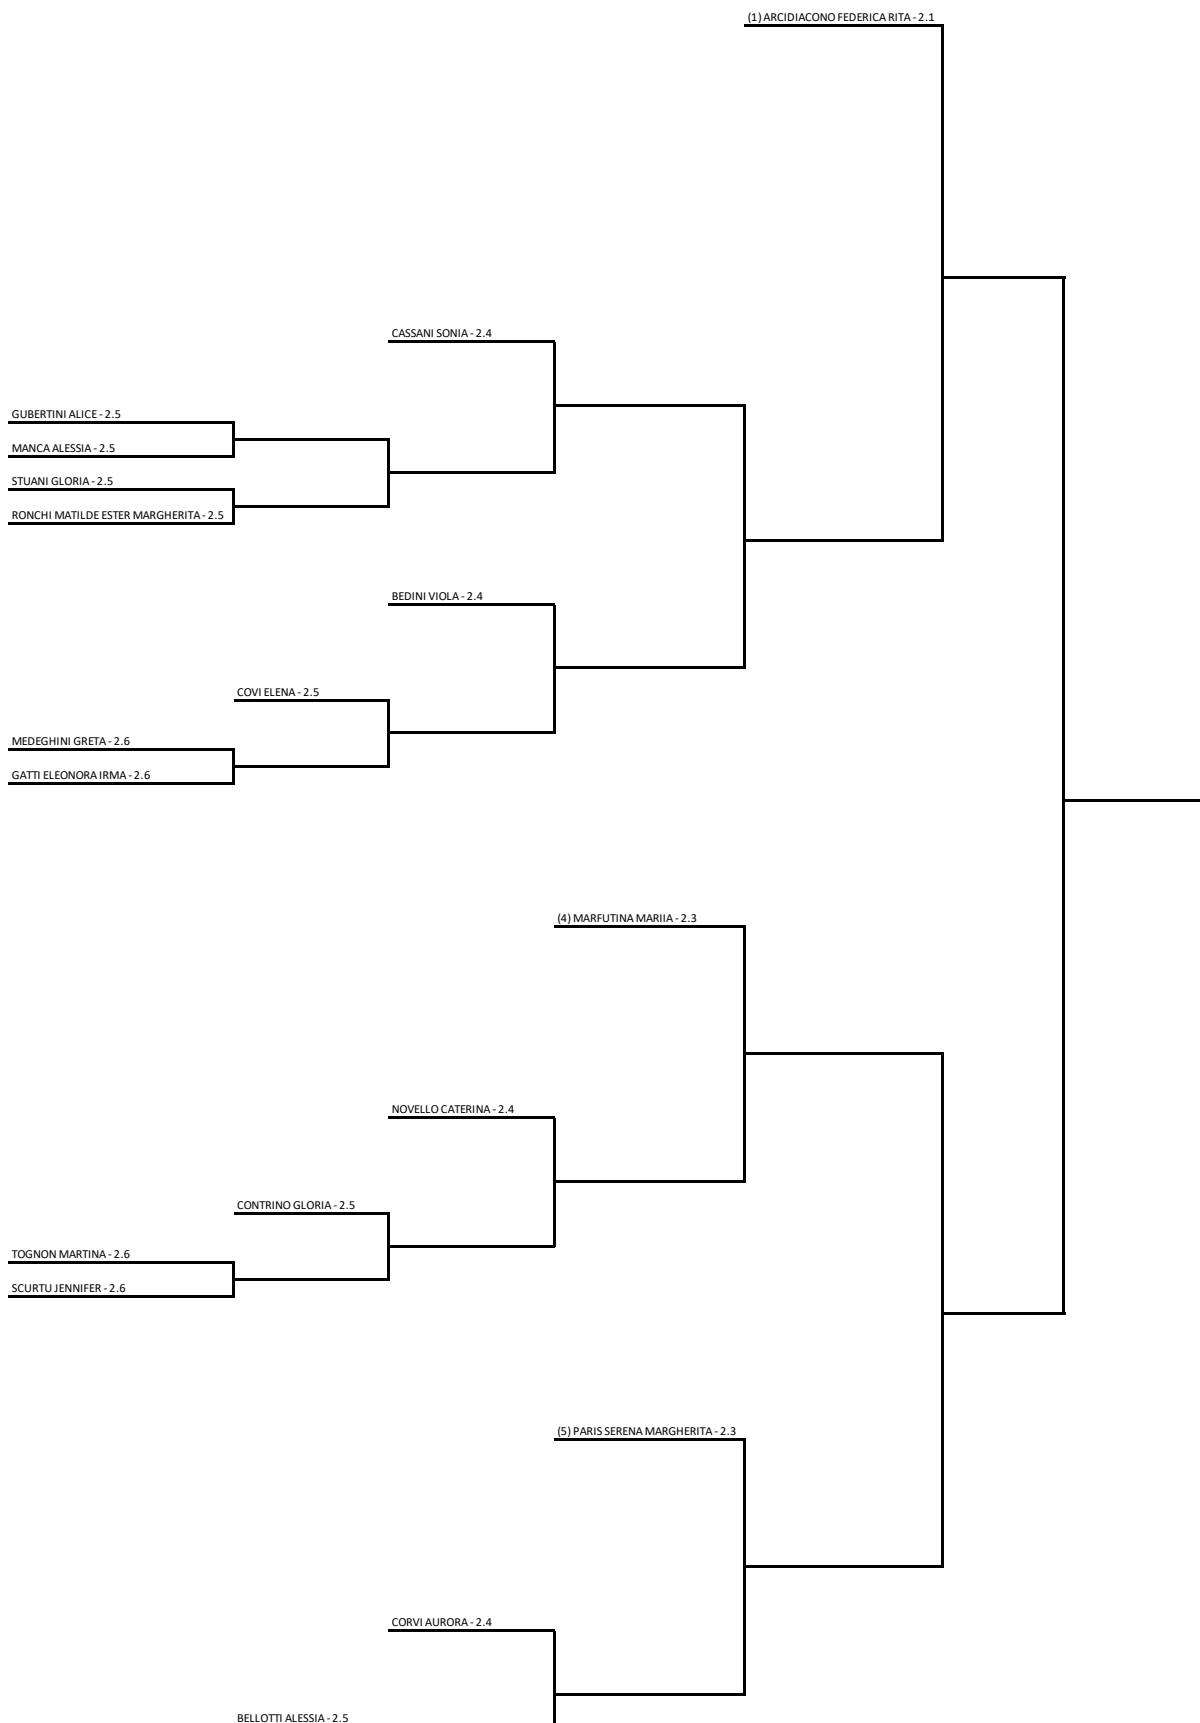 (1) ARCIDIACONO FEDERICA RITA - 2.1
CASSANI SONIA - 2.4
GUBERTINI ALICE - 2.5
MANCA ALESSIA - 2.5
STUANI GLORIA - 2.5
RONCHI MATILDE ESTER MARGHERITA - 2.5
BEDINI VIOLA - 2.4
COVI ELENA - 2.5
MEDEGHINI GRETA - 2.6
GATTI ELEONORA IRMA - 2.6
(4) MARFUTINA MARIIA - 2.3
NOVELLO CATERINA - 2.4
CONTRINO GLORIA - 2.5
TOGNON MARTINA - 2.6
SCURTU JENNIFER - 2.6
(5) PARIS SERENA MARGHERITA - 2.3
CORVI AURORA - 2.4
BELLOTTI ALESSIA - 2.5